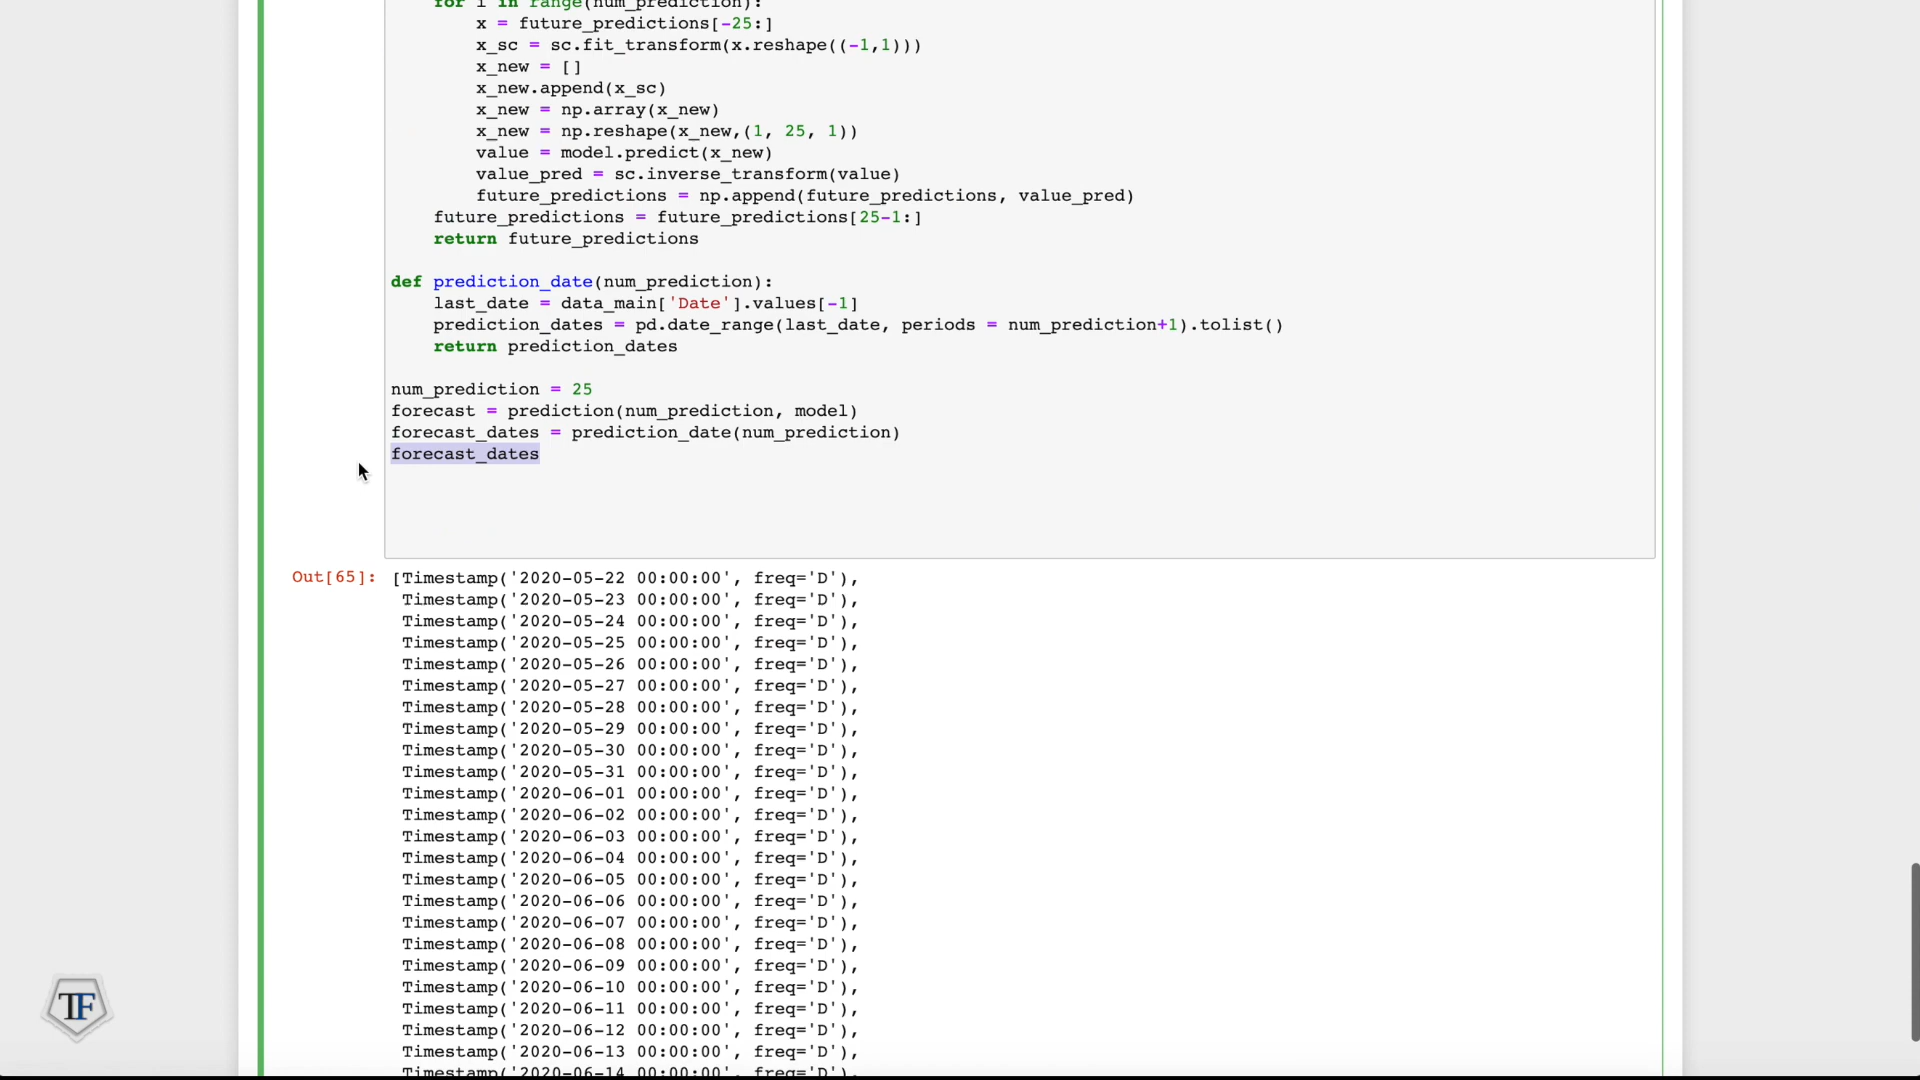 for i in range(num_prediction):
        x = future_predictions[-25:]
        x_sc = sc.fit_transform(x.reshape((-1,1)))
        x_new = []
        x_new.append(x_sc)
        x_new = np.array(x_new)
        x_new = np.reshape(x_new,(1, 25, 1))
        value = model.predict(x_new)
        value_pred = sc.inverse_transform(value)
        future_predictions = np.append(future_predictions, value_pred)
    future_predictions = future_predictions[25-1:]
    return future_predictions
def prediction_date(num_prediction):
    last_date = data_main['Date'].values[-1]
    prediction_dates = pd.date_range(last_date, periods = num_prediction+1).tolist()
    return prediction_dates
num_prediction = 25
forecast = prediction(num_prediction, model)
forecast_dates = prediction_date(num_prediction)
forecast_dates
Out[65]: [Timestamp('2020-05-22 00:00:00', freq='D'),
Timestamp('2020-05-23 00:00:00', freq='D'),
Timestamp('2020-05-24 00:00:00', freq='D'),
Timestamp('2020-05-25 00:00:00', freq='D'),
Timestamp('2020-05-26 00:00:00', freq='D'),
Timestamp('2020-05-27 00:00:00', freq='D'),
Timestamp('2020-05-28 00:00:00', freq='D'),
Timestamp('2020-05-29 00:00:00', freq='D'),
Timestamp('2020-05-30 00:00:00', freq='D'),
Timestamp('2020-05-31 00:00:00', freq='D'),
Timestamp('2020-06-01 00:00:00', freq='D'),
Timestamp('2020-06-02 00:00:00', freq='D'),
Timestamp('2020-06-03 00:00:00', freq='D'),
Timestamp('2020-06-04 00:00:00', freq='D'),
Timestamp('2020-06-05 00:00:00', freq='D'),
Timestamp('2020-06-06 00:00:00', freq='D'),
Timestamp('2020-06-07 00:00:00', freq='D'),
Timestamp('2020-06-08 00:00:00', freq='D'),
Timestamp('2020-06-09 00:00:00', freq='D'),
Timestamp('2020-06-10 00:00:00', freq='D'),
Timestamp('2020-06-11 00:00:00', freq='D'),
Timestamp('2020-06-12 00:00:00', freq='D'),
Timestamp('2020-06-13 00:00:00', freq='D'),
Timestamp('2020-06-14 00:00:00', freq='D'),
TF